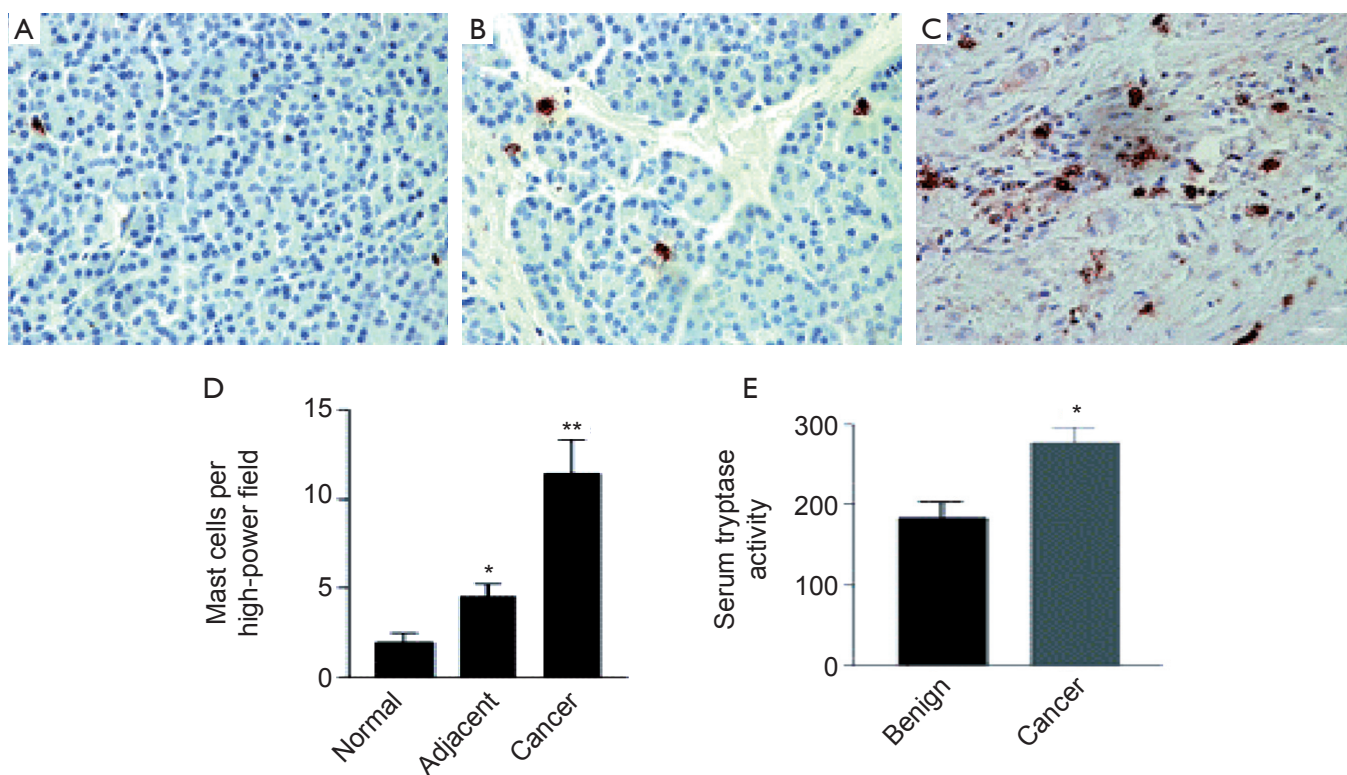 A
B
C
D
Mast cells per
high-power field
15
10
5
0
*
**
Normal
Adjacent
Cancer
E
Serum tryptase
activity
300
200
100
0
*
Benign
Cancer